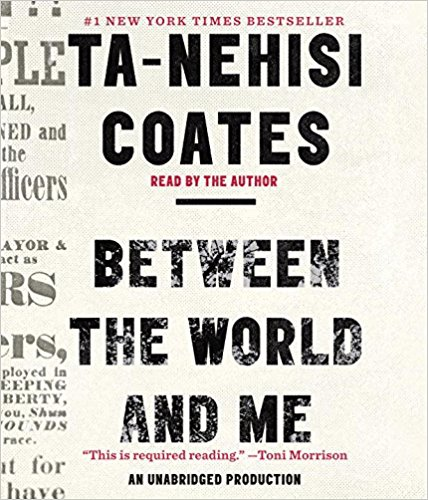 #1 NEW YORK TIMES BESTSELLER
TA-NEHISI
COATES
READ BY THE AUTHOR
BETWEEN
THE WORLD
AND ME
"This is required reading." —Toni Morrison
AN UNABRIDGED PRODUCTION
PLE
ALL,
NED and
the
fficers
AYOR &
act as
RS
ers,
ployed in
EEPING
BERTY,
ou, Shun
OUNDS
race.
ut for
have